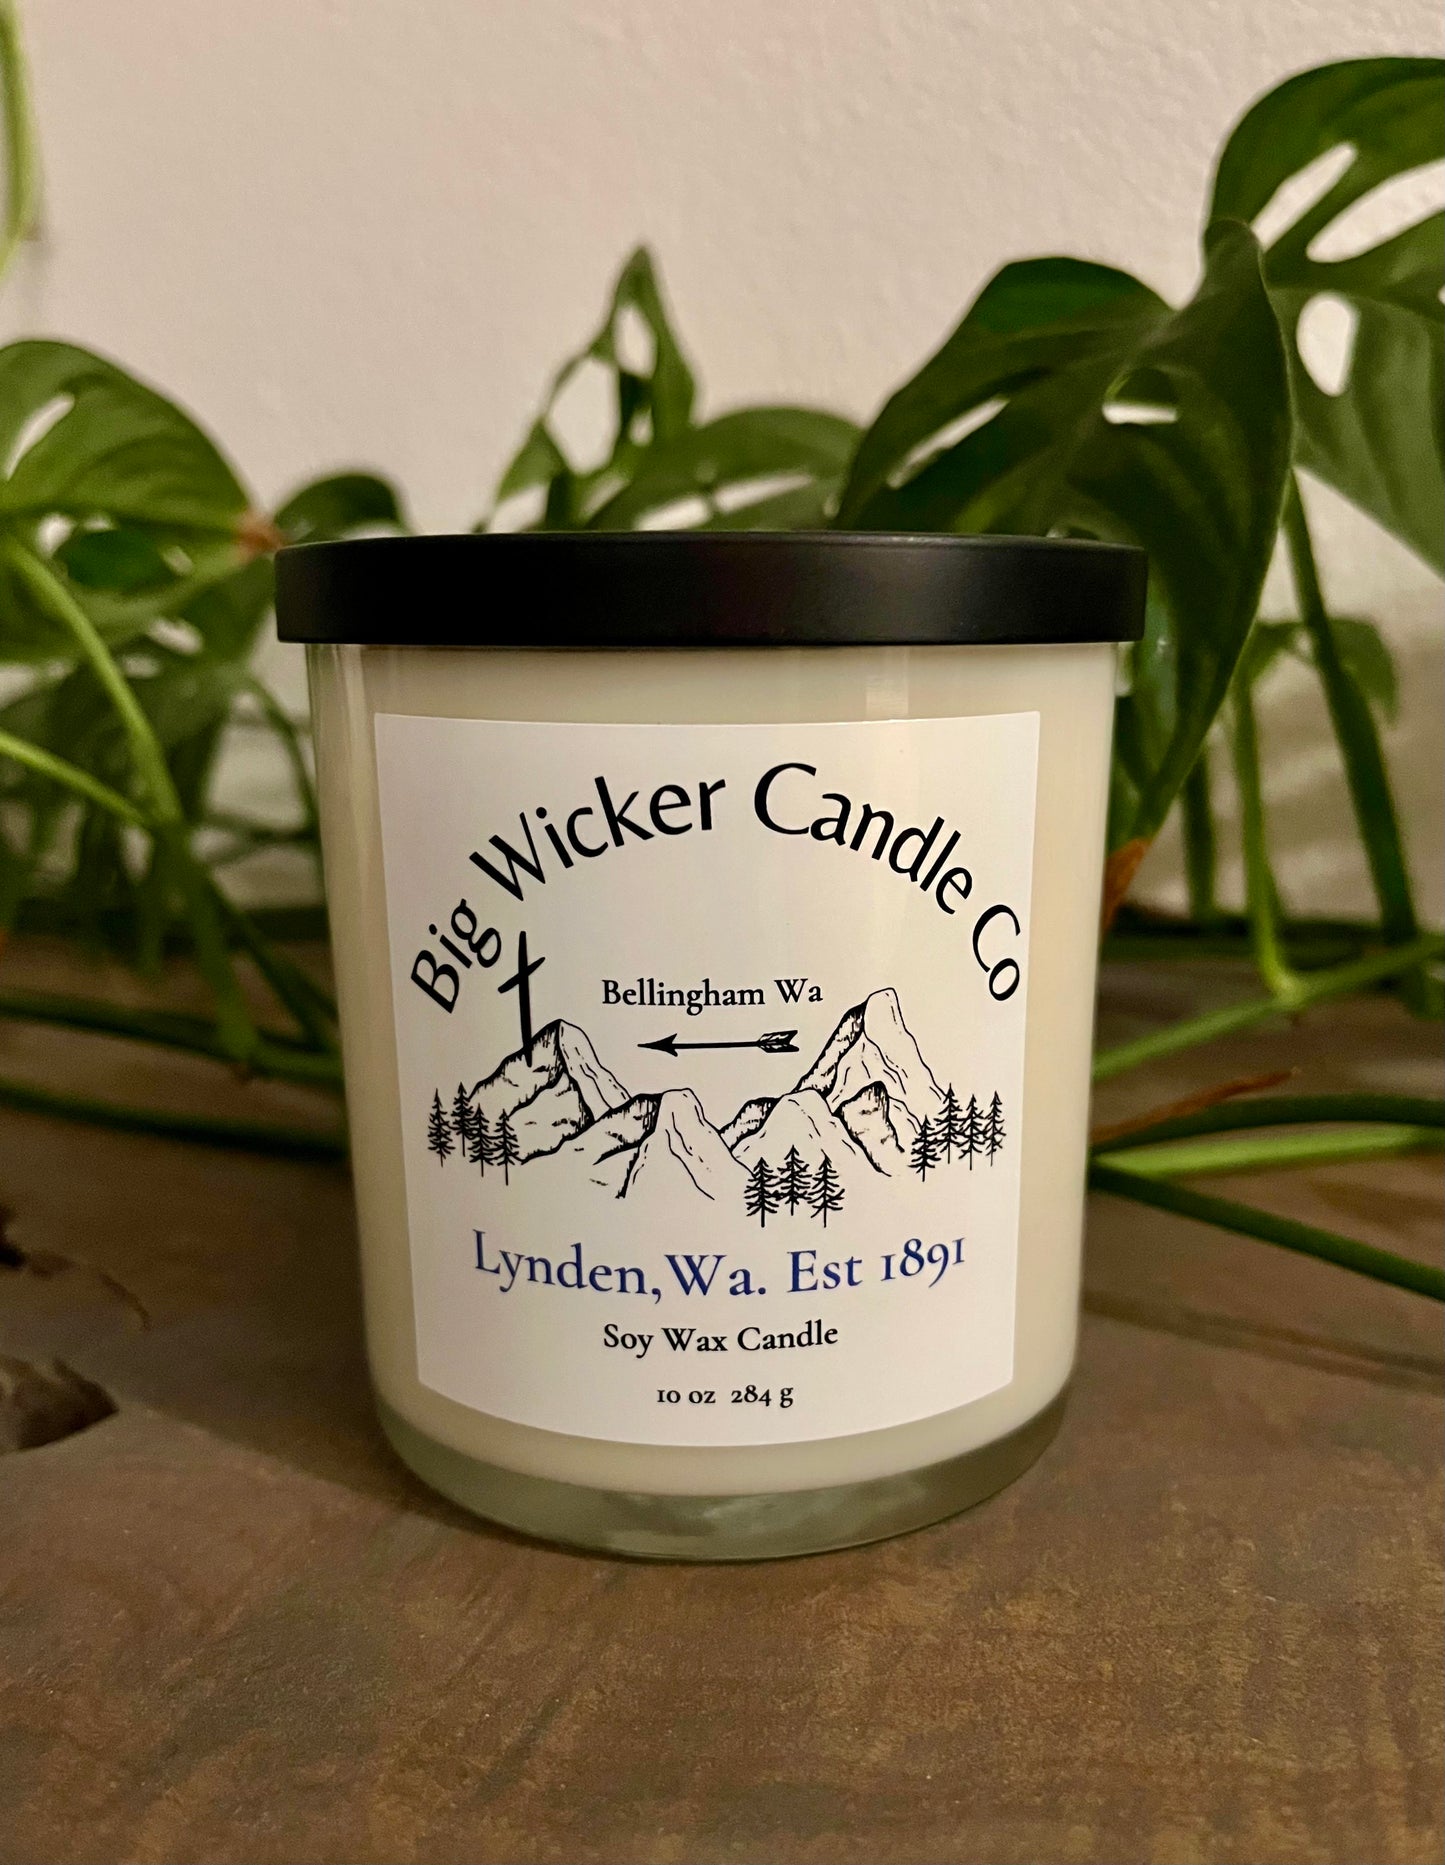 Big Wicker Candle Co
Bellingham Wa
Lynden, Wa. Est 1891
Soy Wax Candle
10 oz 284 g